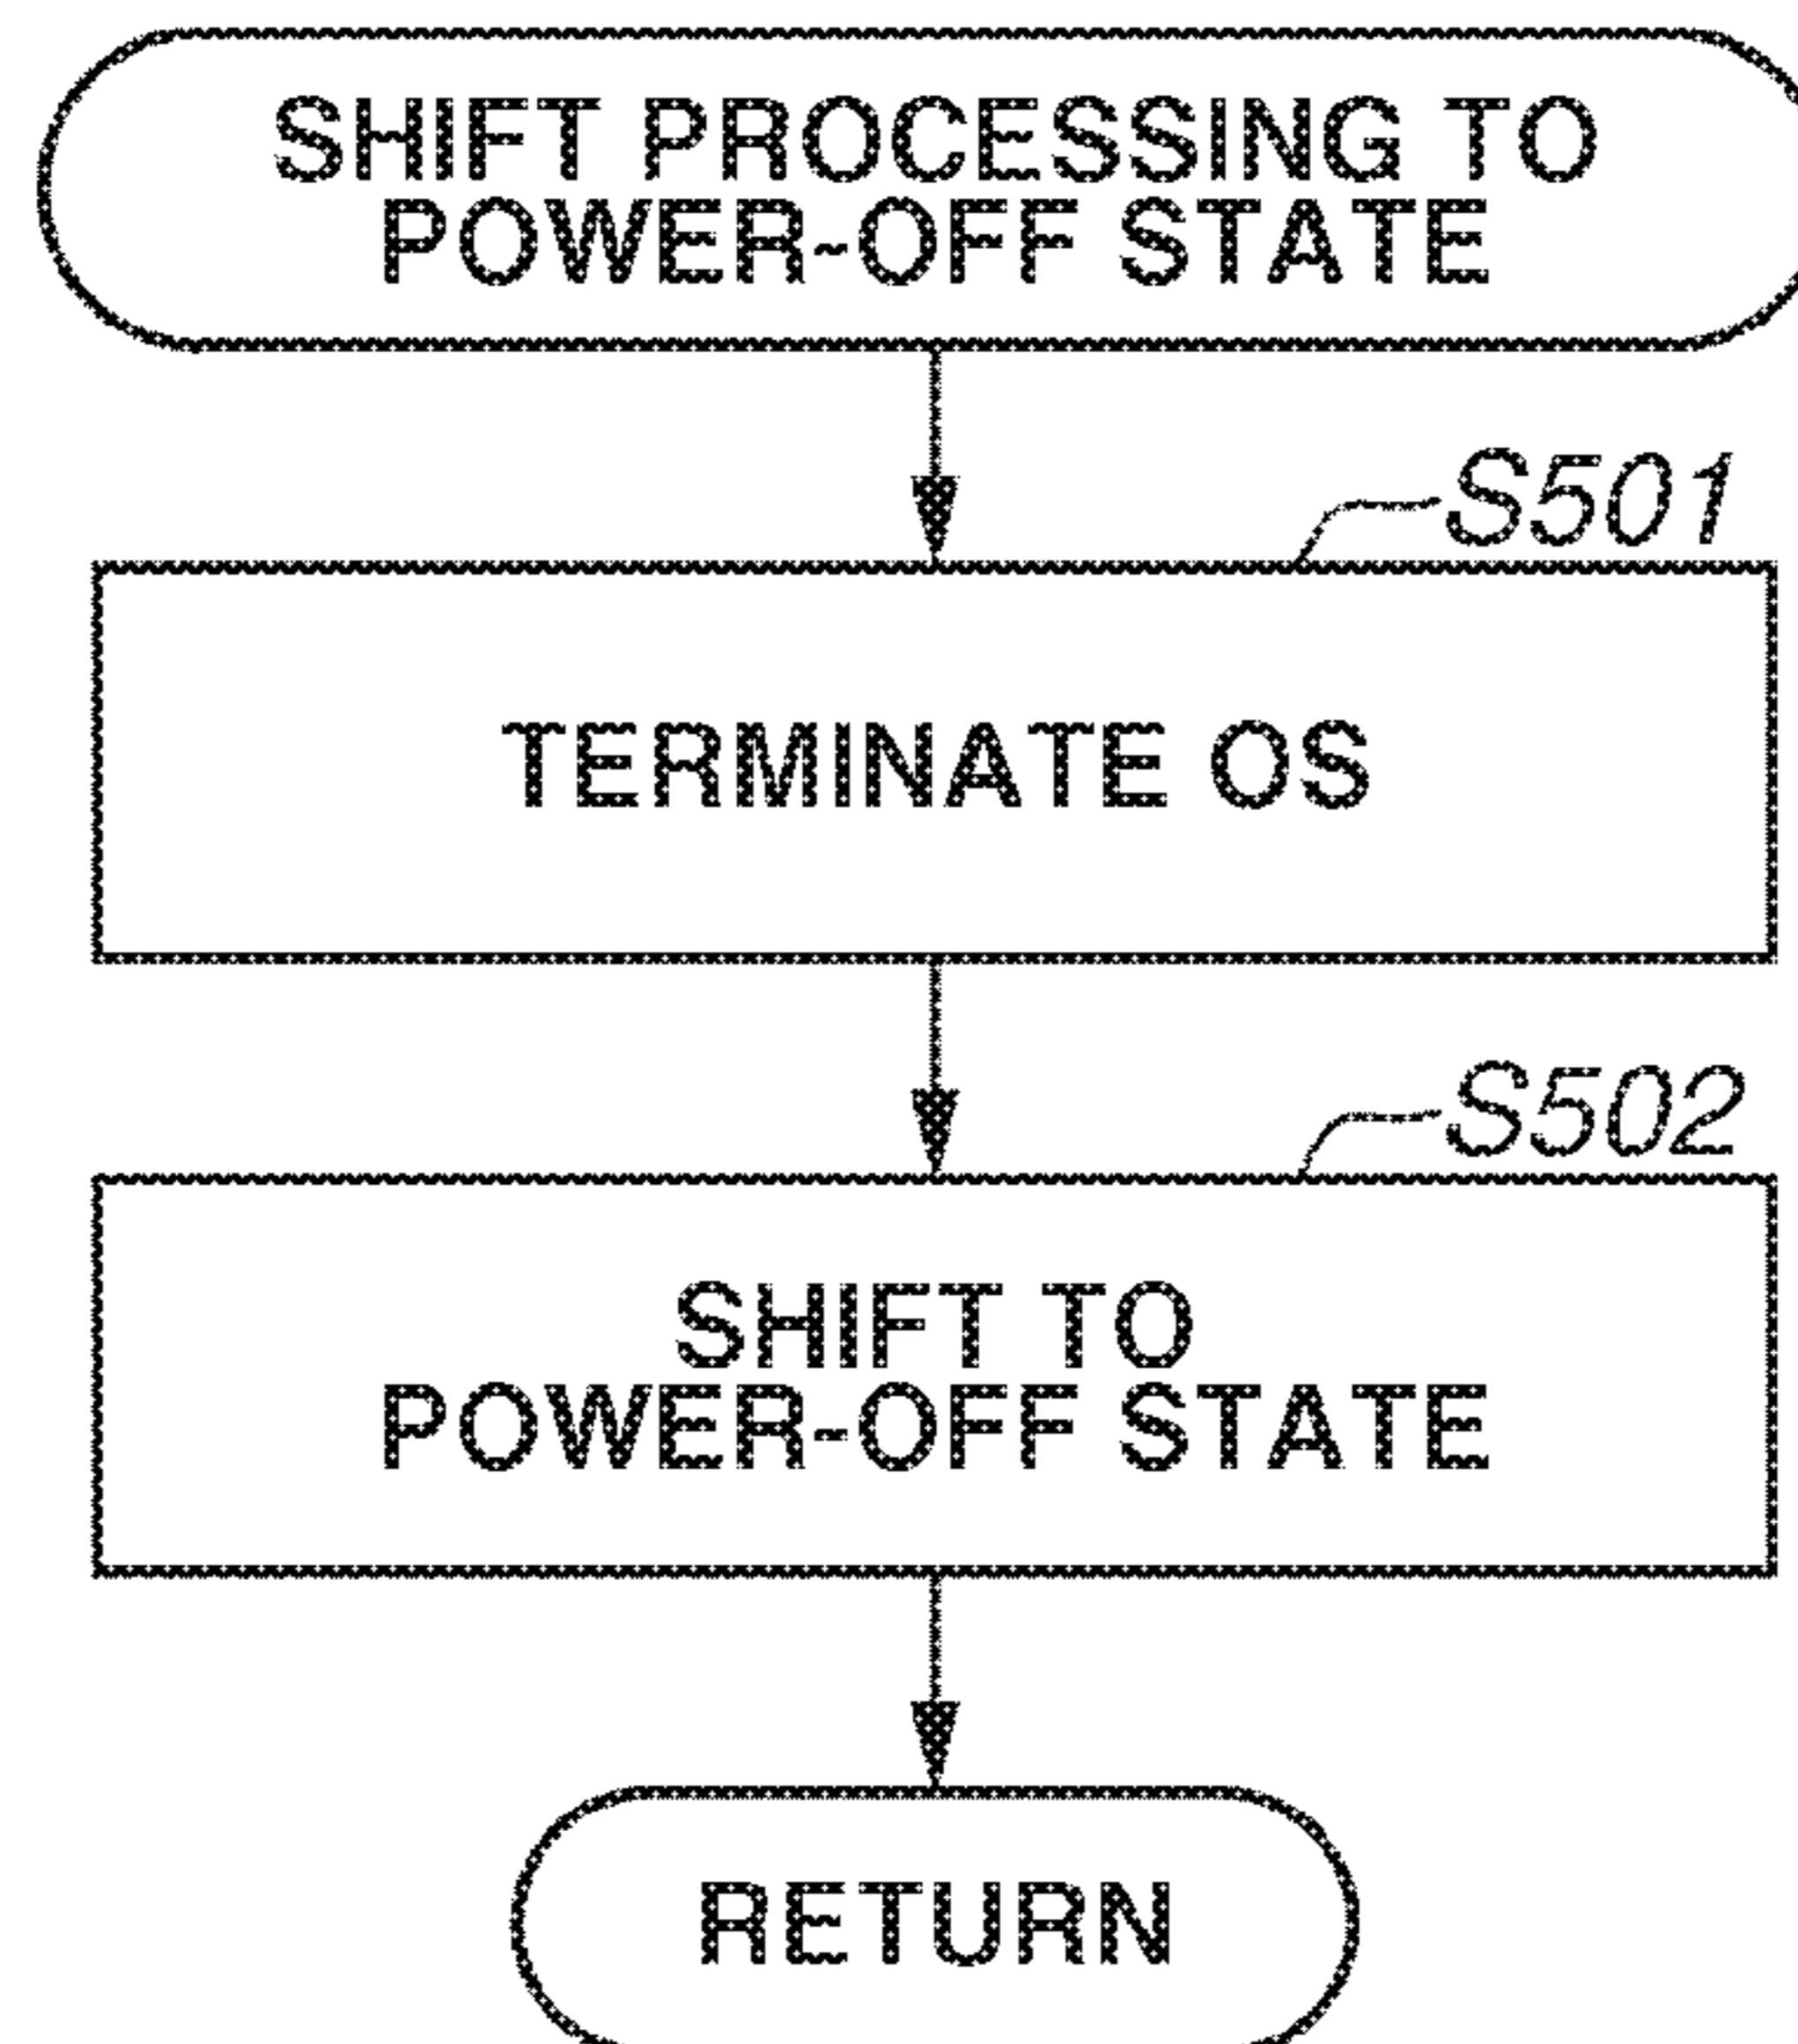 SHIFT PROCESSING TO
POWER-OFF STATE
S501
TERMINATE OS
S502
SHIFT TO
POWER-OFF STATE
RETURN